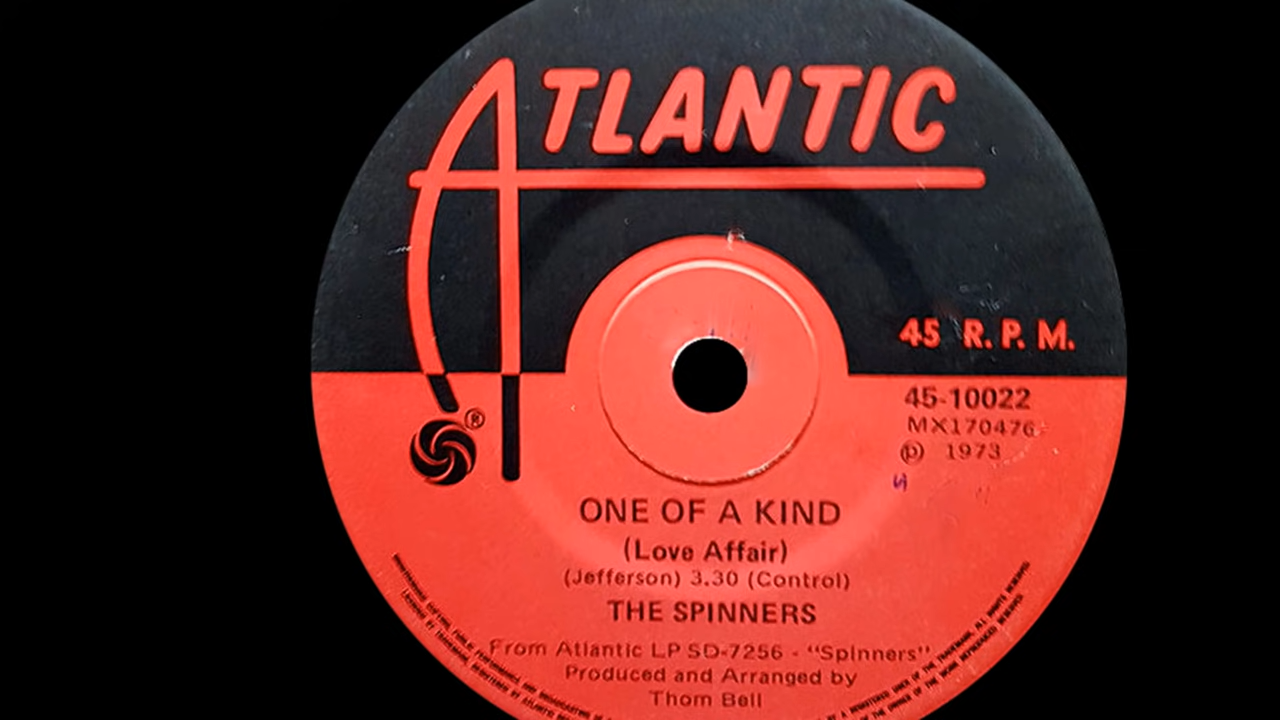 ATLANTIC
45 R.P.M.
45-10022
MX170476
℗ 1973
®
ONE OF A KIND
(Love Affair)
(Jefferson) 3.30 (Control)
THE SPINNERS
From Atlantic LP SD-7256 - "Spinners"
Produced and Arranged by
Thom Bell